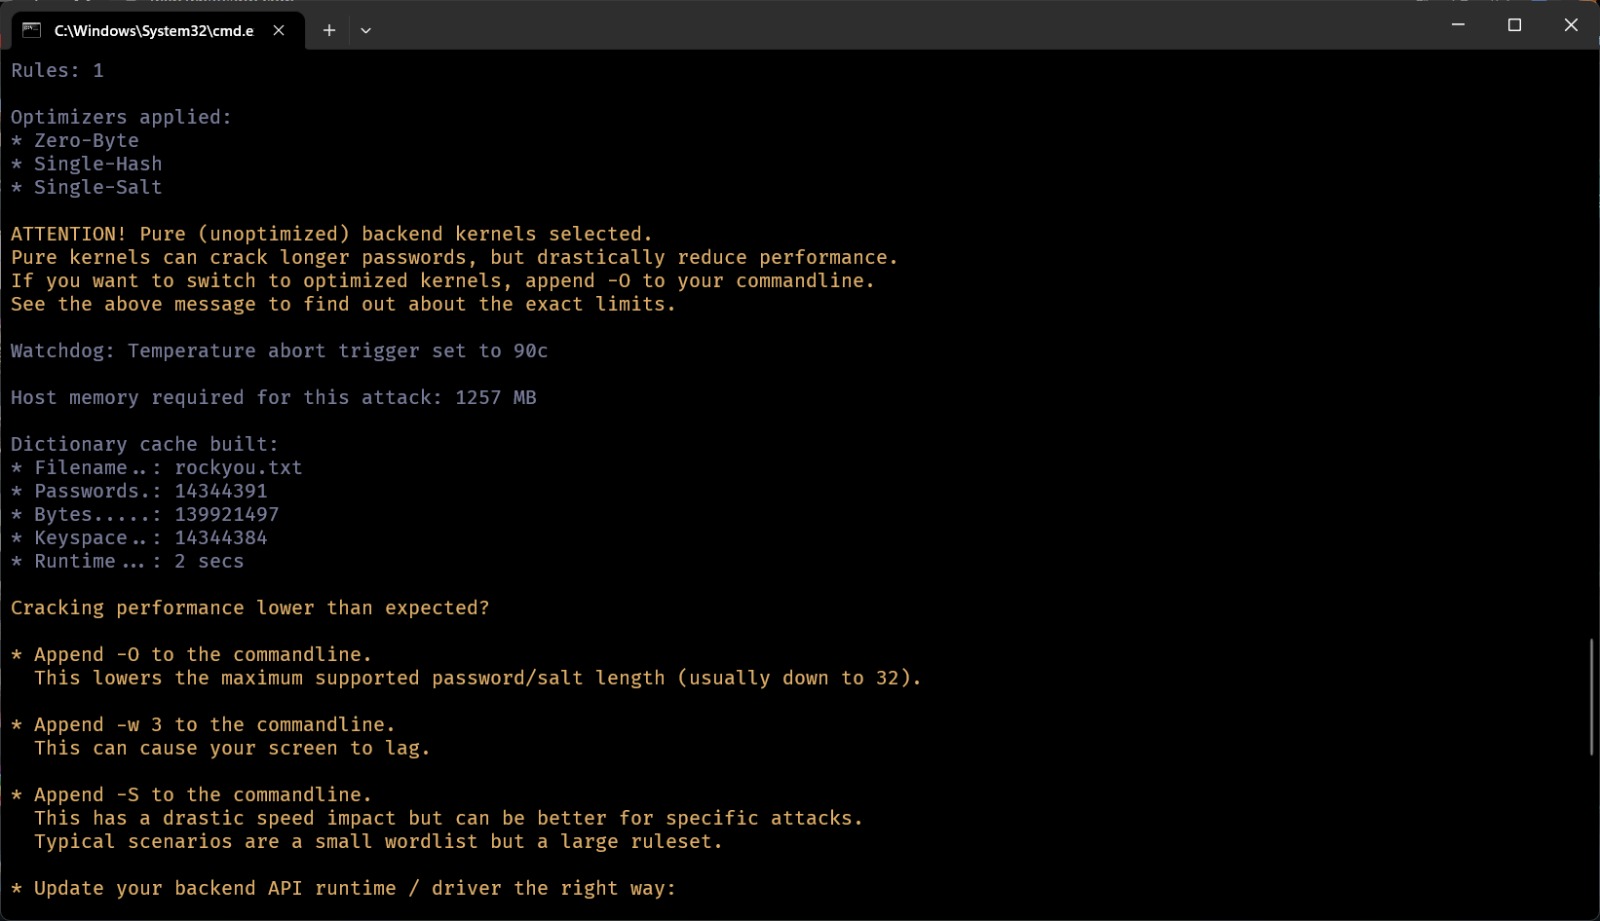 C:\Windows\System32\cmd.e
Rules: 1
Optimizers applied:
* Zero-Byte
* Single-Hash
* Single-Salt
ATTENTION! Pure (unoptimized) backend kernels selected.
Pure kernels can crack longer passwords, but drastically reduce performance.
If you want to switch to optimized kernels, append -O to your commandline.
See the above message to find out about the exact limits.
Watchdog: Temperature abort trigger set to 90c
Host memory required for this attack: 1257 MB
Dictionary cache built:
* Filename..: rockyou.txt
* Passwords.: 14344391
* Bytes.....: 139921497
* Keyspace..: 14344384
* Runtime...: 2 secs
Cracking performance lower than expected?
* Append -O to the commandline.
This lowers the maximum supported password/salt length (usually down to 32).
* Append -w 3 to the commandline.
This can cause your screen to lag.
* Append -S to the commandline.
This has a drastic speed impact but can be better for specific attacks.
Typical scenarios are a small wordlist but a large ruleset.
* Update your backend API runtime / driver the right way: